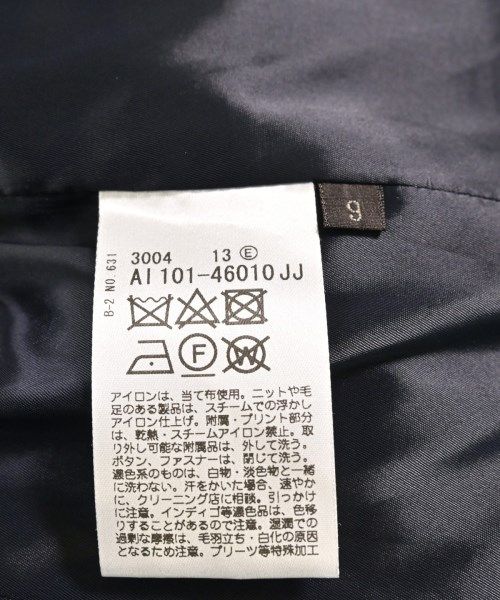 9
B-2 NO.631
3004 13 Ⓔ
AI 101-46010 JJ
F W
アイロンは、当て布使用。ニットや毛
足のある製品は、スチームでの浮かし
アイロン仕上げ。附属・プリント部分
は、乾熱・スチームアイロン禁止。取
り外し可能な附属品は、外して洗う。
ボタン、ファスナーは、閉じて洗う。
濃色系のものは、白物・淡色物と一緒
に洗わない。汗をかいた場合、速やか
に、クリーニング店に相談。引っかけ
に注意。インディゴ等濃色品は、色移
りすることがあるので注意。湿潤での
過剰な摩擦は、毛羽立ち・白化の原因
となるため注意。プリーツ等特殊加工